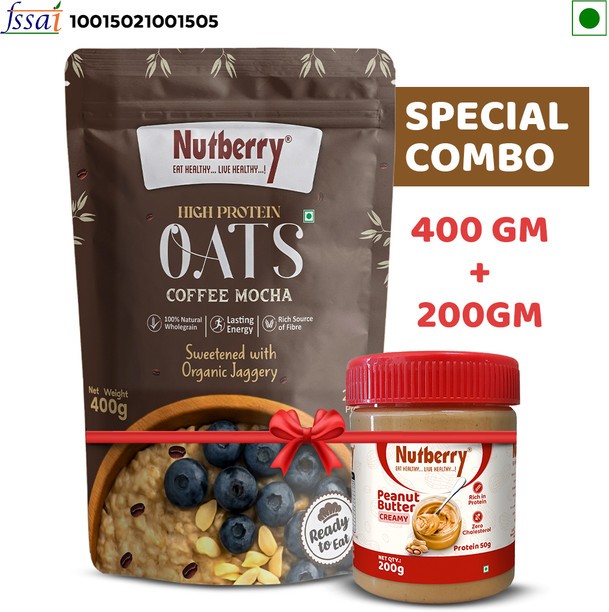 fssai 10015021001505
SPECIAL
COMBO
400 GM
+
200GM
Nutberry®
EAT HEALTHY... LIVE HEALTHY...!
HIGH PROTEIN
OATS
COFFEE MOCHA
100% Natural
Wholegrain
Lasting
Energy
Rich Source
of Fibre
Sweetened with
Organic Jaggery
Net Weight
400g
Ready
to Eat
Nutberry®
EAT HEALTHY... LIVE HEALTHY...!
Peanut
Butter
CREAMY
Rich in
Protein
Zero
Cholesterol
Protein 50g
NET QTY.:
200g